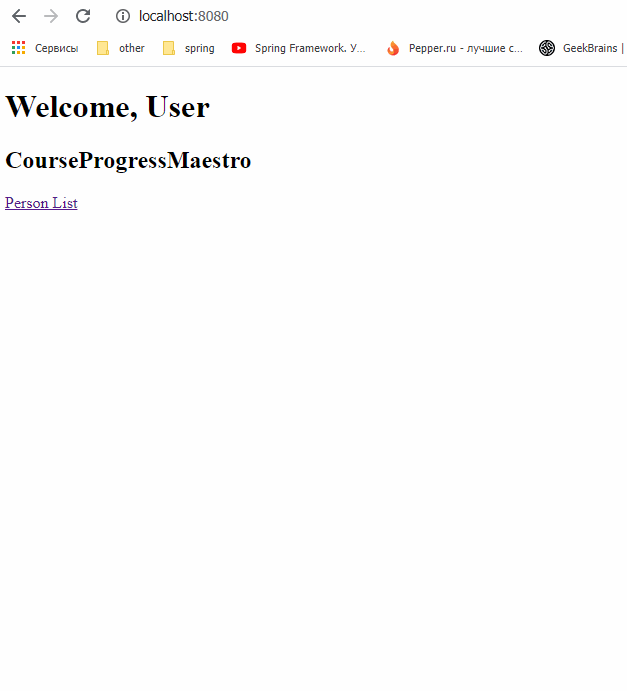 localhost:8080
Сервисы other spring Spring Framework. У... Pepper.ru - лучшие с... GeekBrains |
Welcome, User
CourseProgressMaestro
Person List